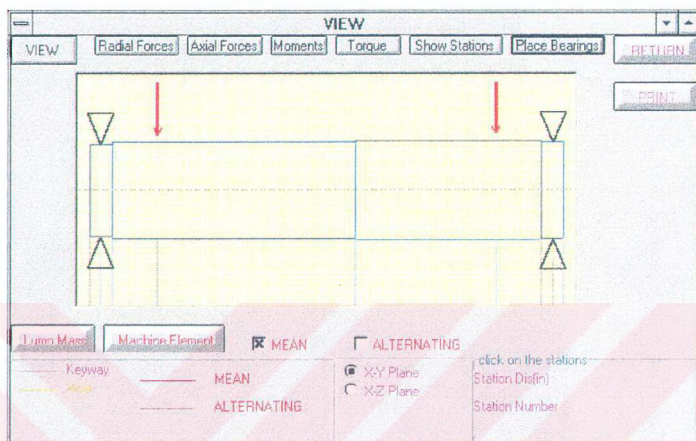 VIEW
VIEW Radial Forces Axial Forces Moments Torque Show Stations Place Bearings RETURN
PRINT
Lump Mass Machine Element MEAN ALTERNATING
Keyway MEAN X-Y Plane click on the stations
Station Dis(in)
X-Z Plane
ALTERNATING Station Number